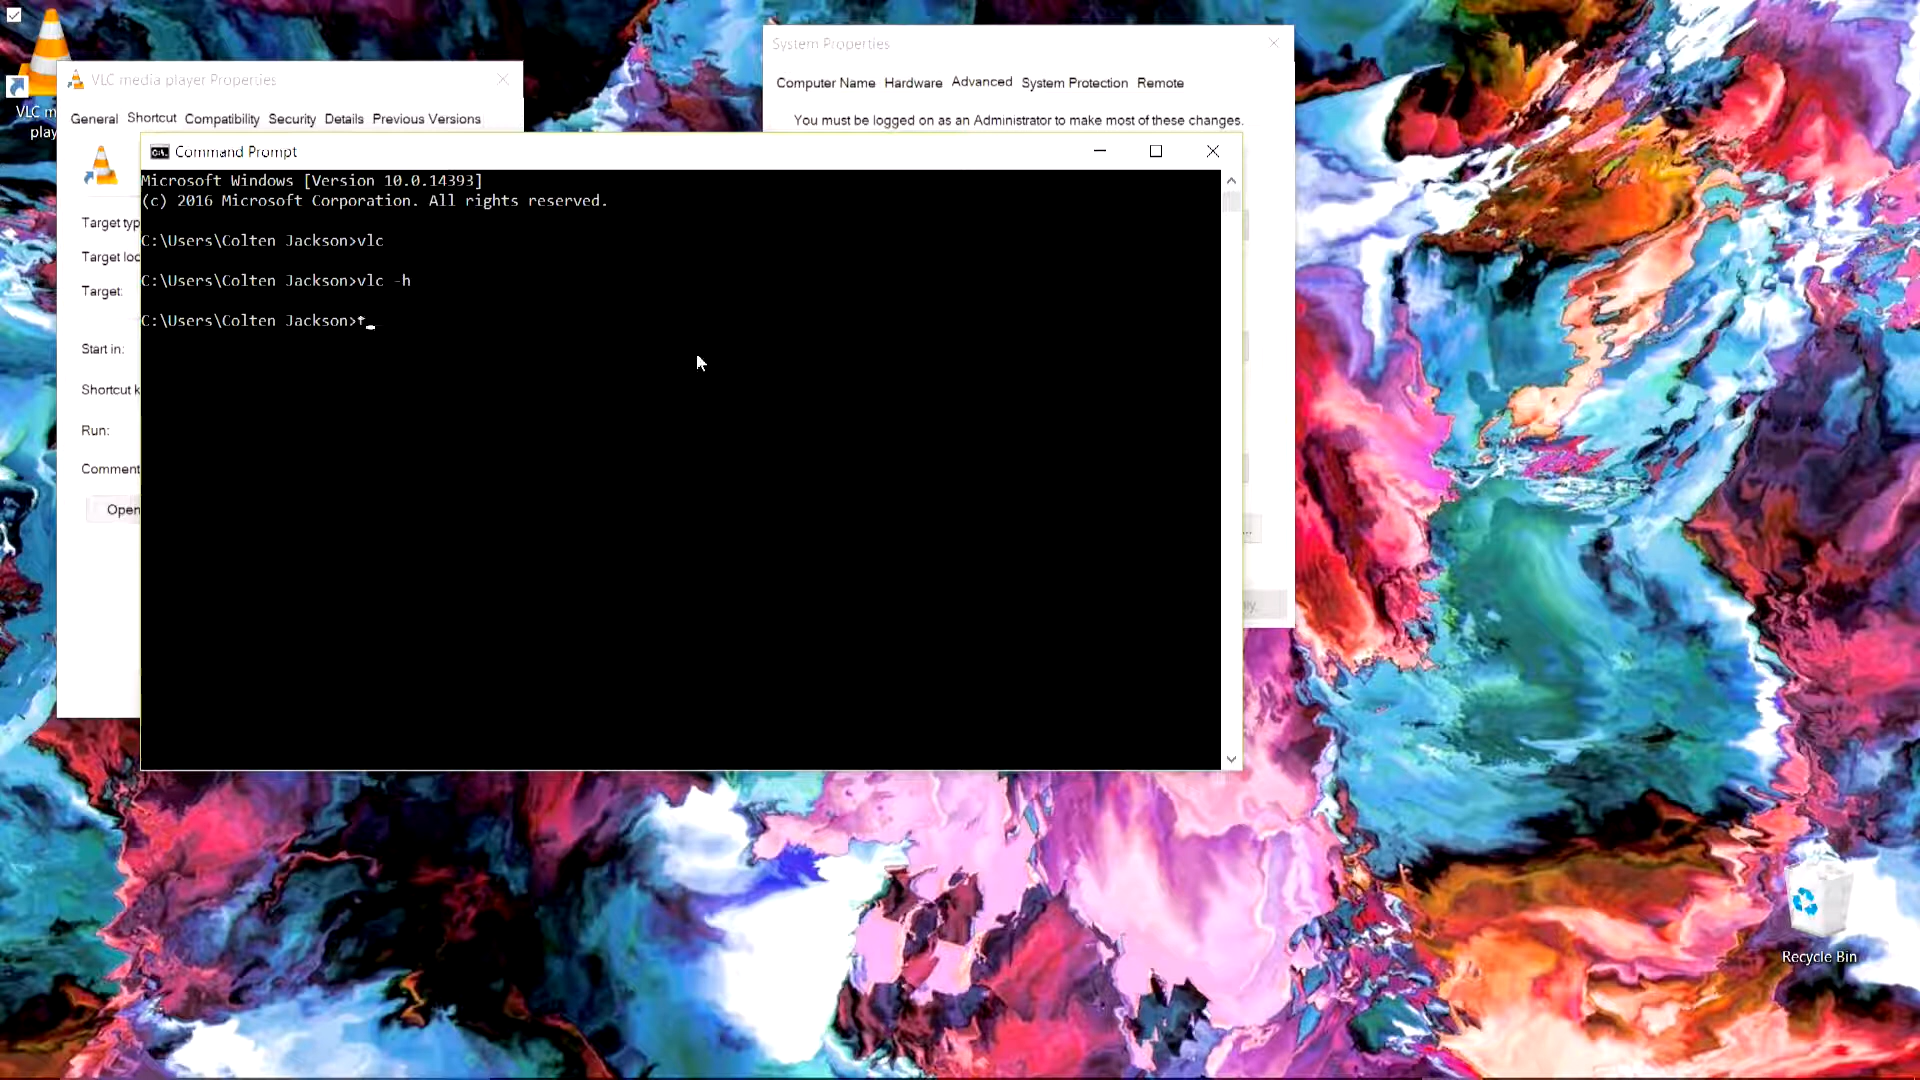 VLC m
play
VLC media player Properties
General Shortcut Compatibility Security Details Previous Versions
Target typ
Target loc
Target:
Start in:
Shortcut k
Run:
Comment
Open
System Properties
Computer Name Hardware Advanced System Protection Remote
You must be logged on as an Administrator to make most of these changes.
Command Prompt
Microsoft Windows [Version 10.0.14393]
(c) 2016 Microsoft Corporation. All rights reserved.
C:\Users\Colten Jackson>vlc
C:\Users\Colten Jackson>vlc -h
C:\Users\Colten Jackson>f_
...
Recycle Bin